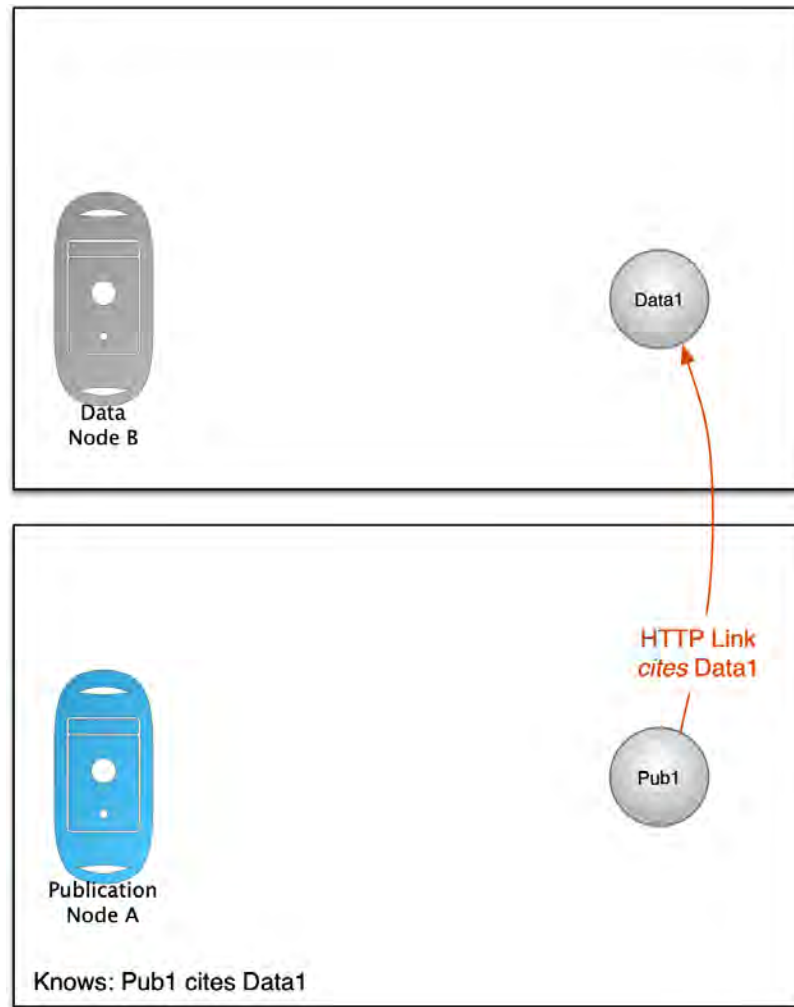 Data1
Data
Node B
HTTP Link
cites Data1
Pub1
Publication
Node A
Knows: Pub1 cites Data1